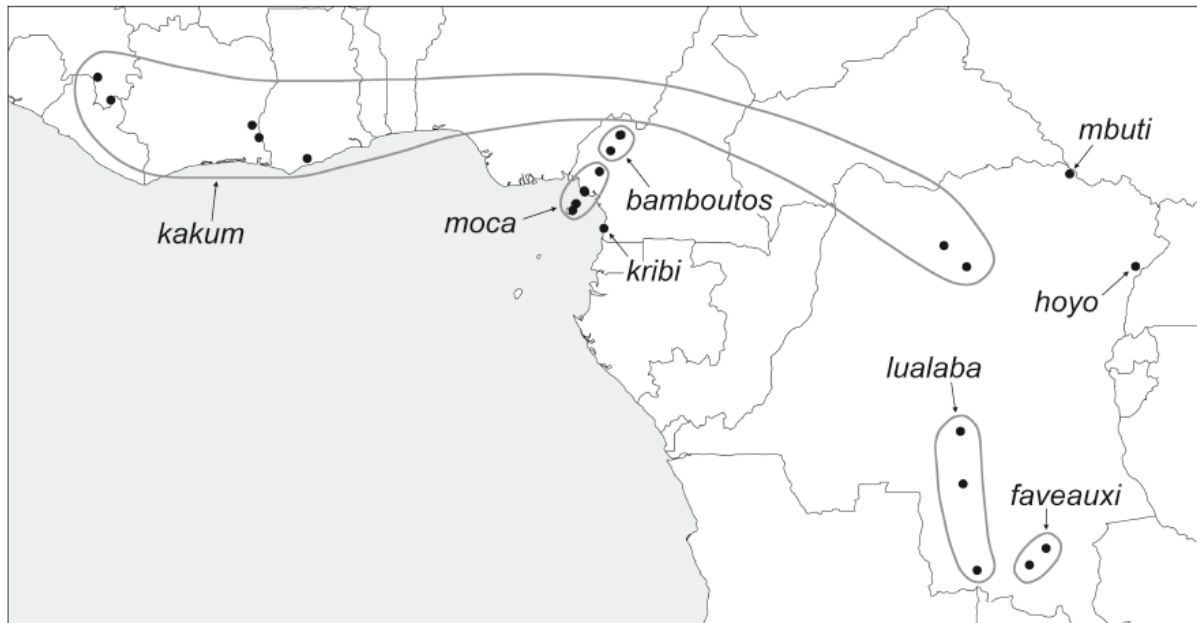 mbuti
bamboutos
moca
kakum
kribi
hoyo
lualaba
faveauxi